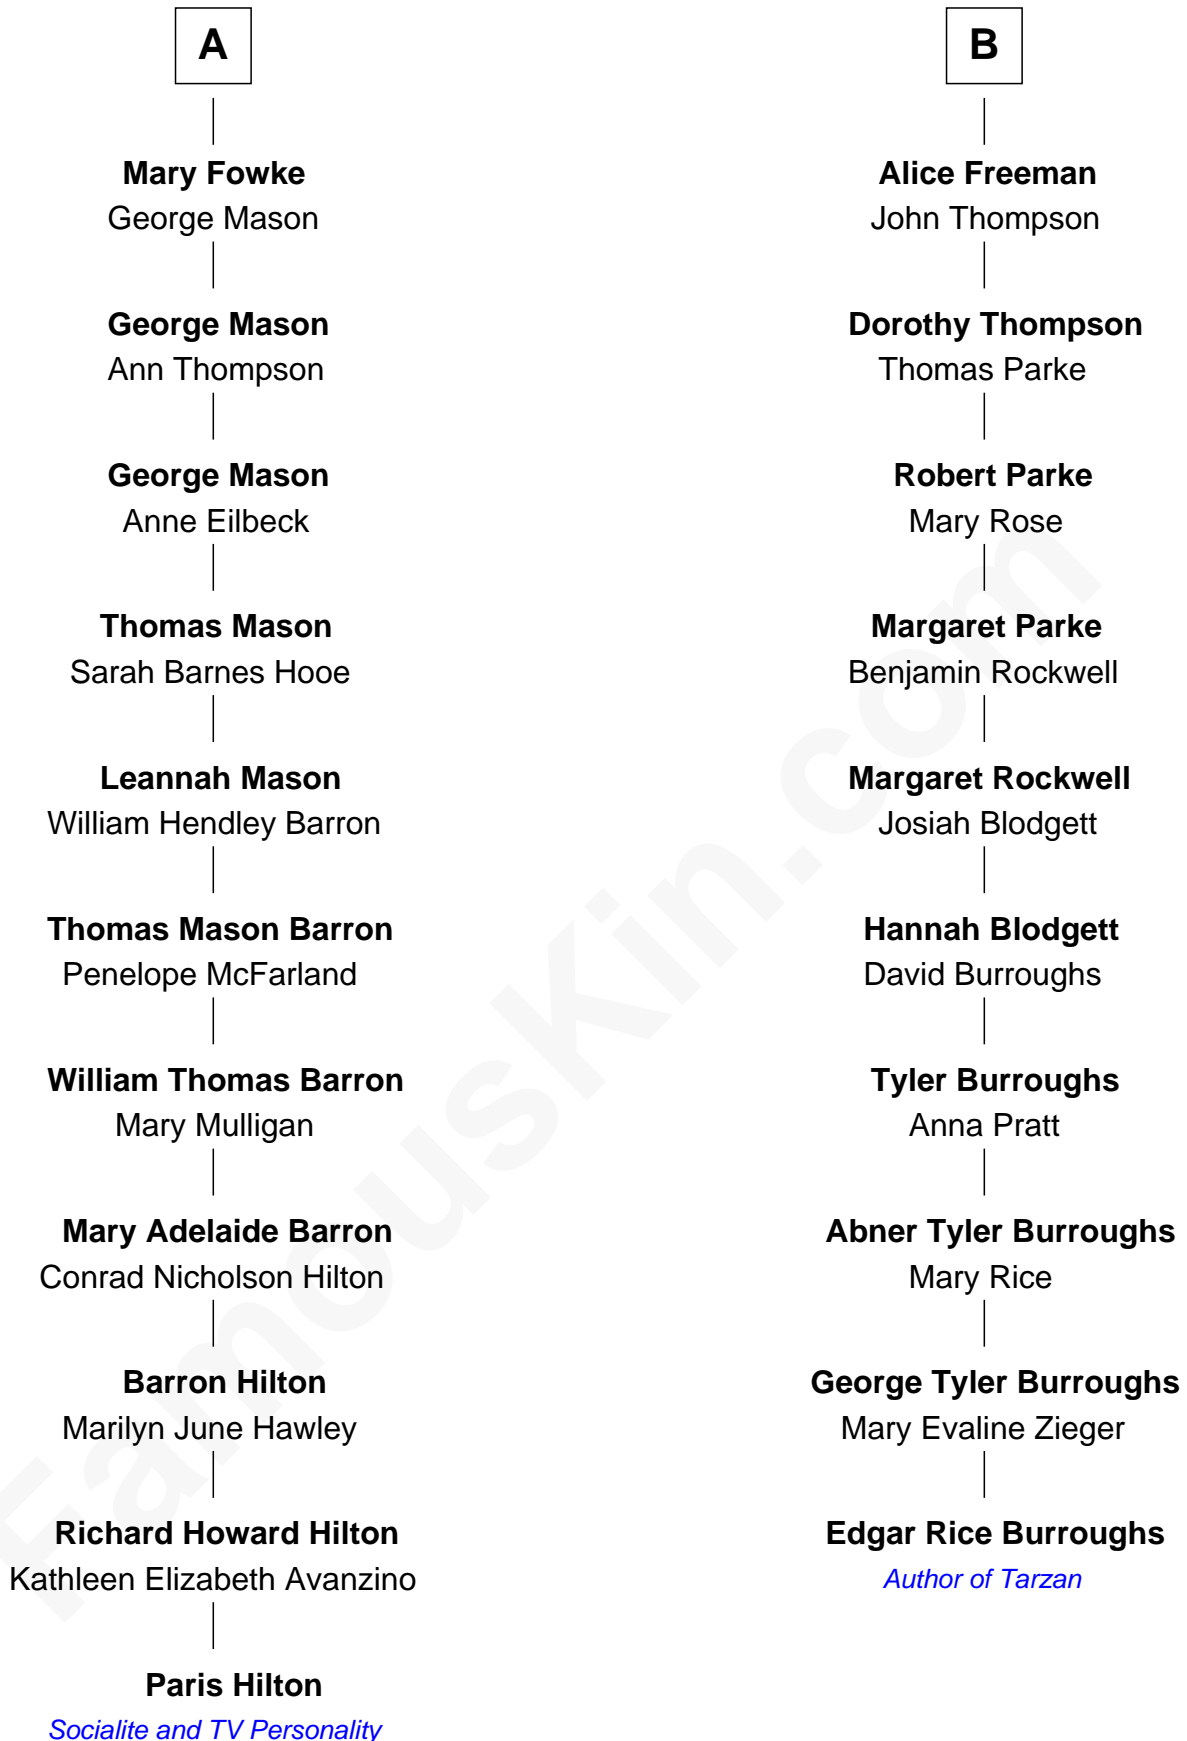 A
Mary Fowke
George Mason
George Mason
Ann Thompson
George Mason
Anne Eilbeck
Thomas Mason
Sarah Barnes Hooe
Leannah Mason
William Hendley Barron
Thomas Mason Barron
Penelope McFarland
William Thomas Barron
Mary Mulligan
Mary Adelaide Barron
Conrad Nicholson Hilton
Barron Hilton
Marilyn June Hawley
Richard Howard Hilton
Kathleen Elizabeth Avanzino
Paris Hilton
Socialite and TV Personality
B
Alice Freeman
John Thompson
Dorothy Thompson
Thomas Parke
Robert Parke
Mary Rose
Margaret Parke
Benjamin Rockwell
Margaret Rockwell
Josiah Blodgett
Hannah Blodgett
David Burroughs
Tyler Burroughs
Anna Pratt
Abner Tyler Burroughs
Mary Rice
George Tyler Burroughs
Mary Evaline Zieger
Edgar Rice Burroughs
Author of Tarzan
FamousKin.com